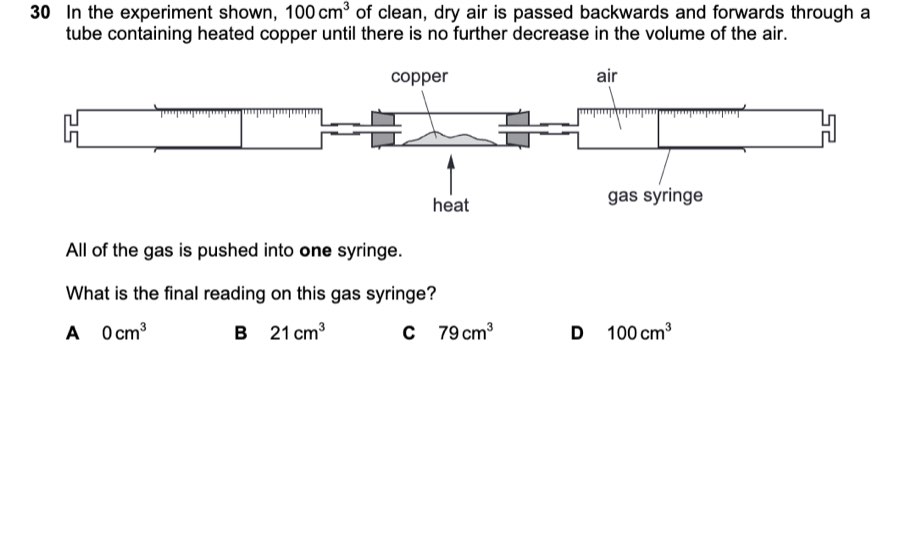 30 In the experiment shown, 100 cm³ of clean, dry air is passed backwards and forwards through a
tube containing heated copper until there is no further decrease in the volume of the air.
copper
air
heat
gas syringe
All of the gas is pushed into one syringe.
What is the final reading on this gas syringe?
A 0 cm³ B 21 cm³ C 79 cm³ D 100 cm³